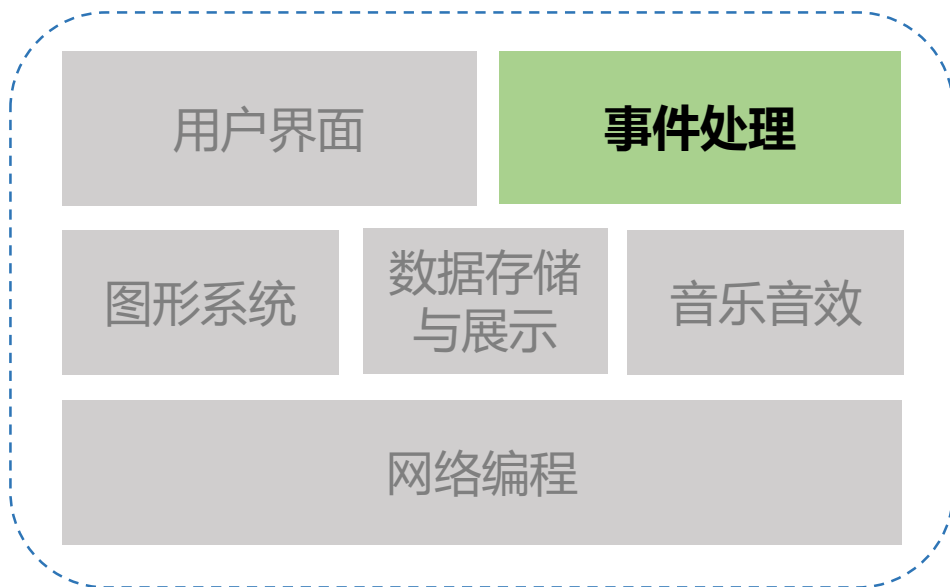 用户界面
事件处理
图形系统
数据存储
与展示
音乐音效
网络编程